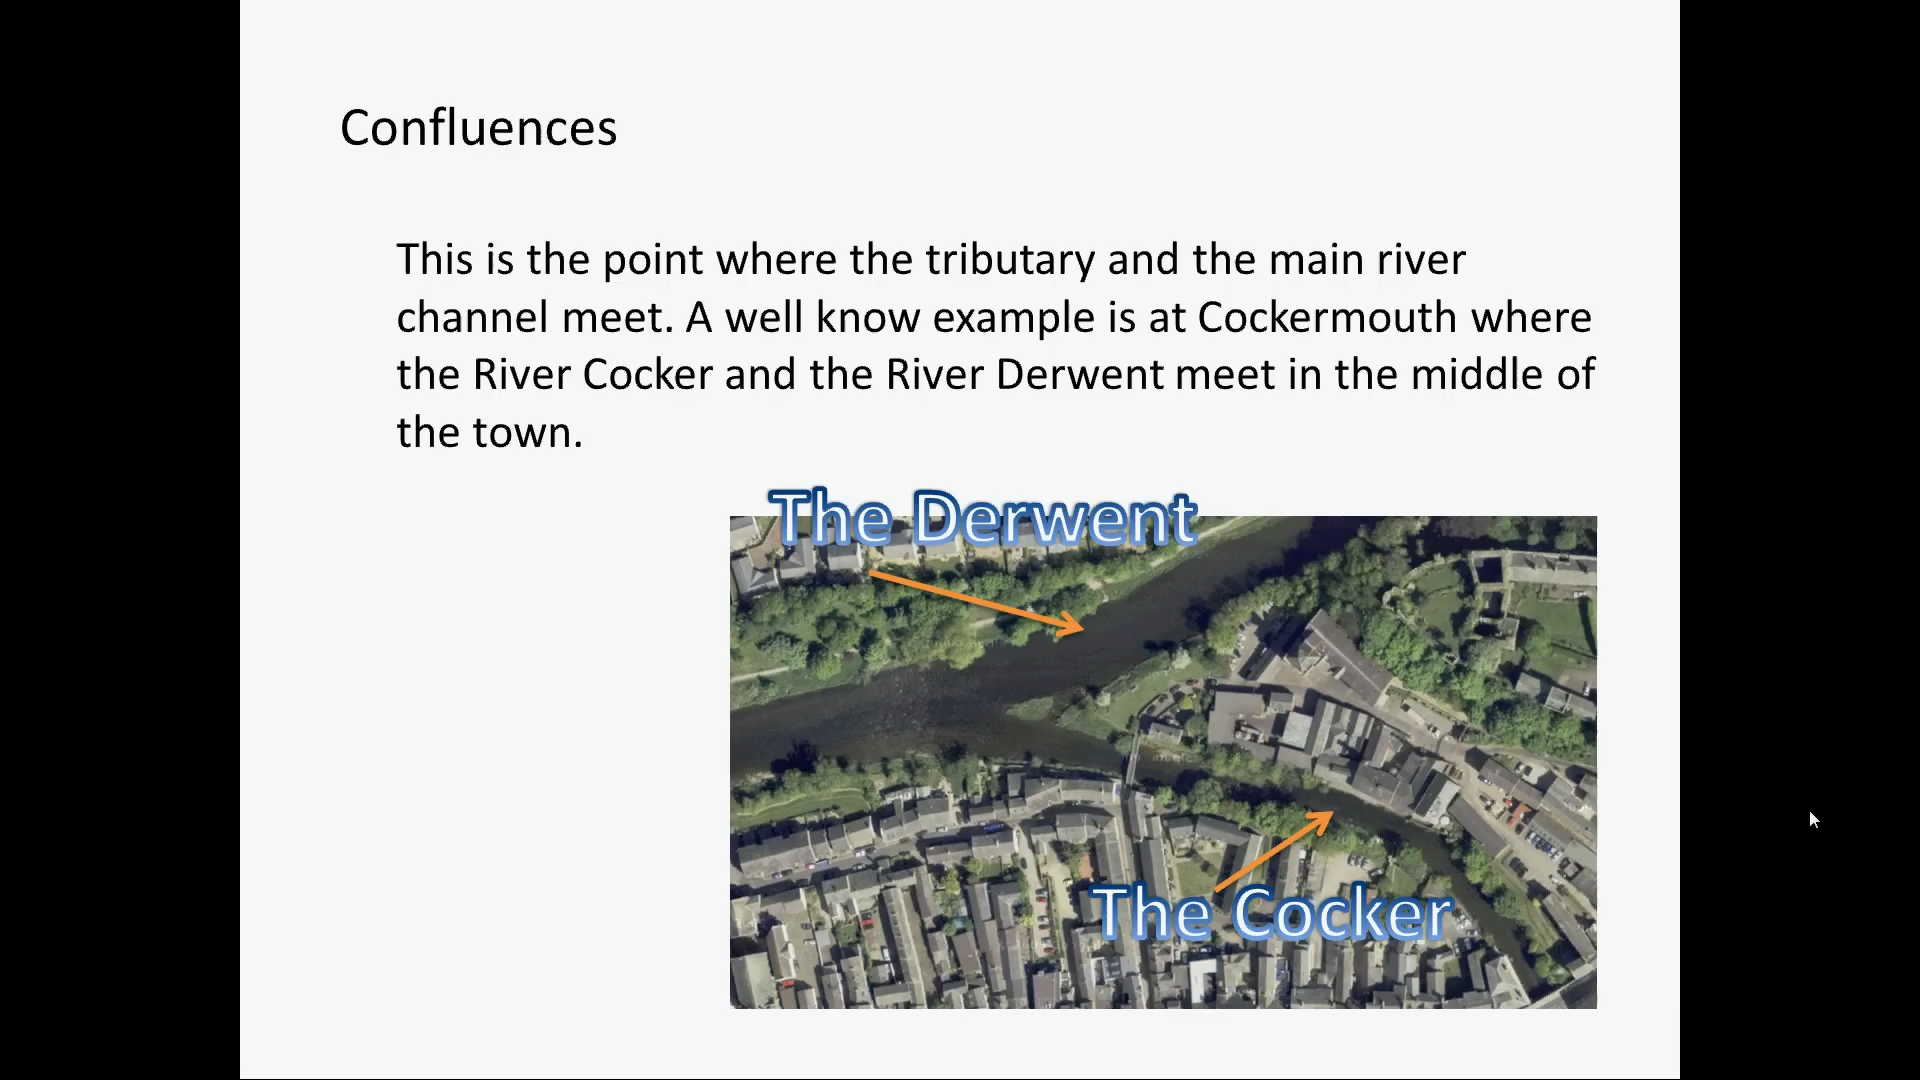 Confluences
This is the point where the tributary and the main river
channel meet. A well know example is at Cockermouth where
the River Cocker and the River Derwent meet in the middle of
the town.
The Derwent
The Cocker